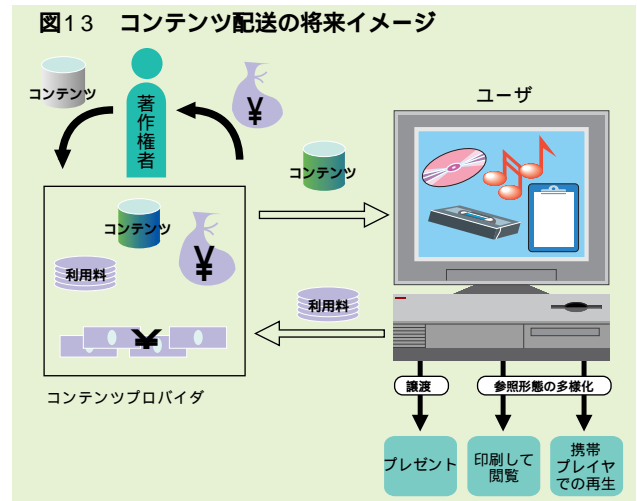 図13 コンテンツ配送の将来イメージ
コンテンツ
著作権者
¥
ユーザ
コンテンツ
コンテンツ
¥
利用料
利用料
¥
コンテンツプロバイダ
譲渡
参照形態の多様化
プレゼント
印刷して
閲覧
携帯
プレイヤ
での再生